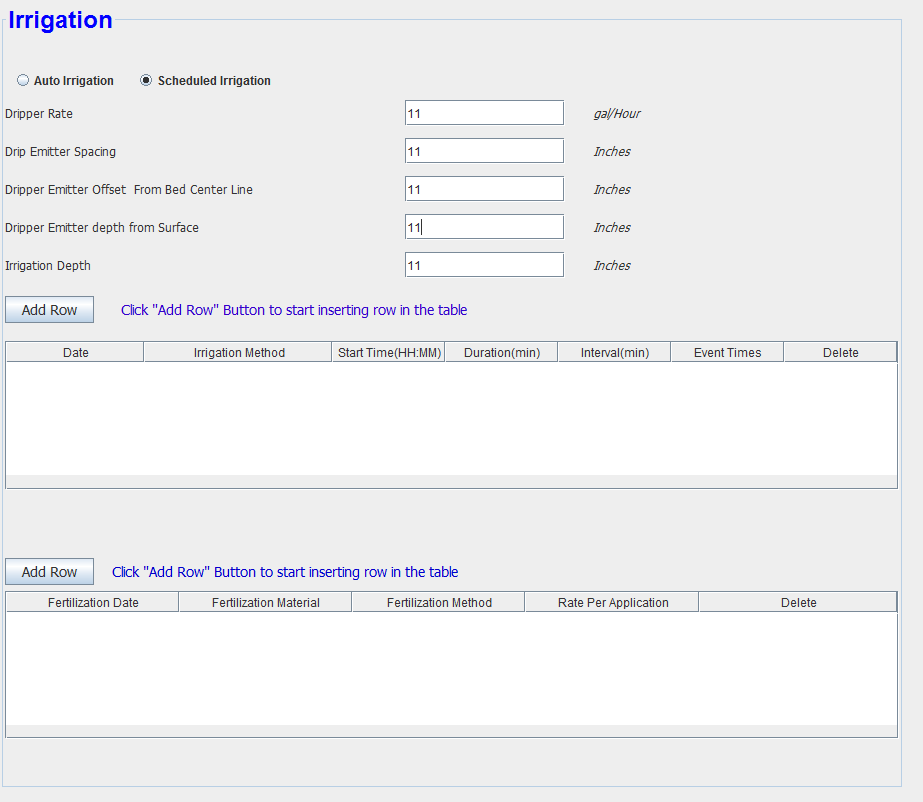 Irrigation
Auto Irrigation Scheduled Irrigation
Dripper Rate 11 gal/Hour
Drip Emitter Spacing 11 Inches
Dripper Emitter Offset From Bed Center Line 11 Inches
Dripper Emitter depth from Surface 11 Inches
Irrigation Depth 11 Inches
Add Row Click "Add Row" Button to start inserting row in the table
Date Irrigation Method Start Time(HH:MM) Duration(min) Interval(min) Event Times Delete
Add Row Click "Add Row" Button to start inserting row in the table
Fertilization Date Fertilization Material Fertilization Method Rate Per Application Delete